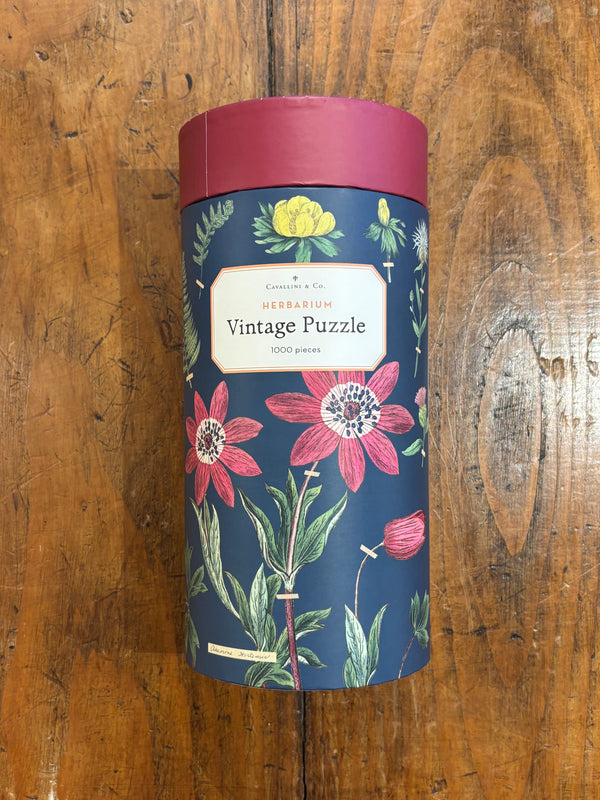 CAVALLINI & CO.
HERBARIUM
Vintage Puzzle
1000 pieces